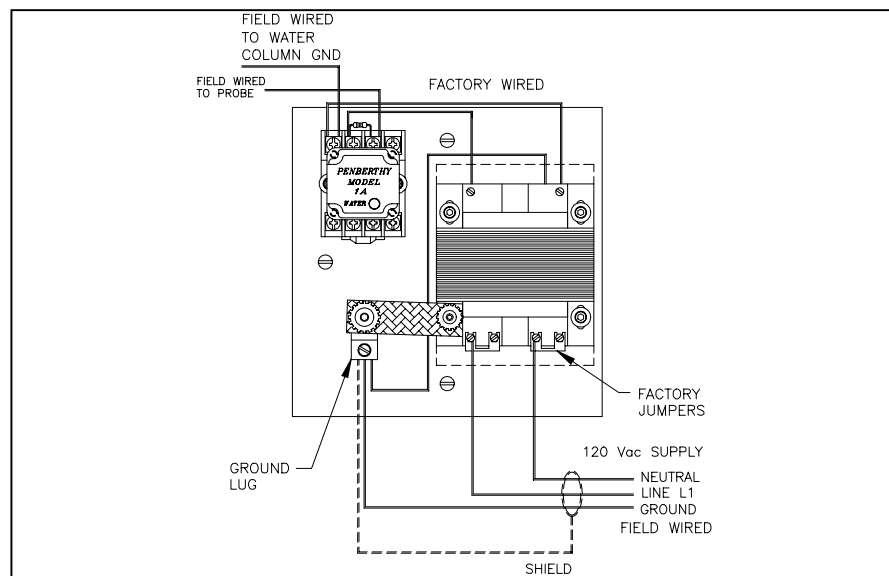 FIELD WIRED
TO WATER
COLUMN GND
FIELD WIRED
TO PROBE
FACTORY WIRED
PENBERTHY
MODEL
1A
WATER
FACTORY
JUMPERS
120 Vac SUPPLY
GROUND
LUG
NEUTRAL
LINE L1
GROUND
FIELD WIRED
SHIELD